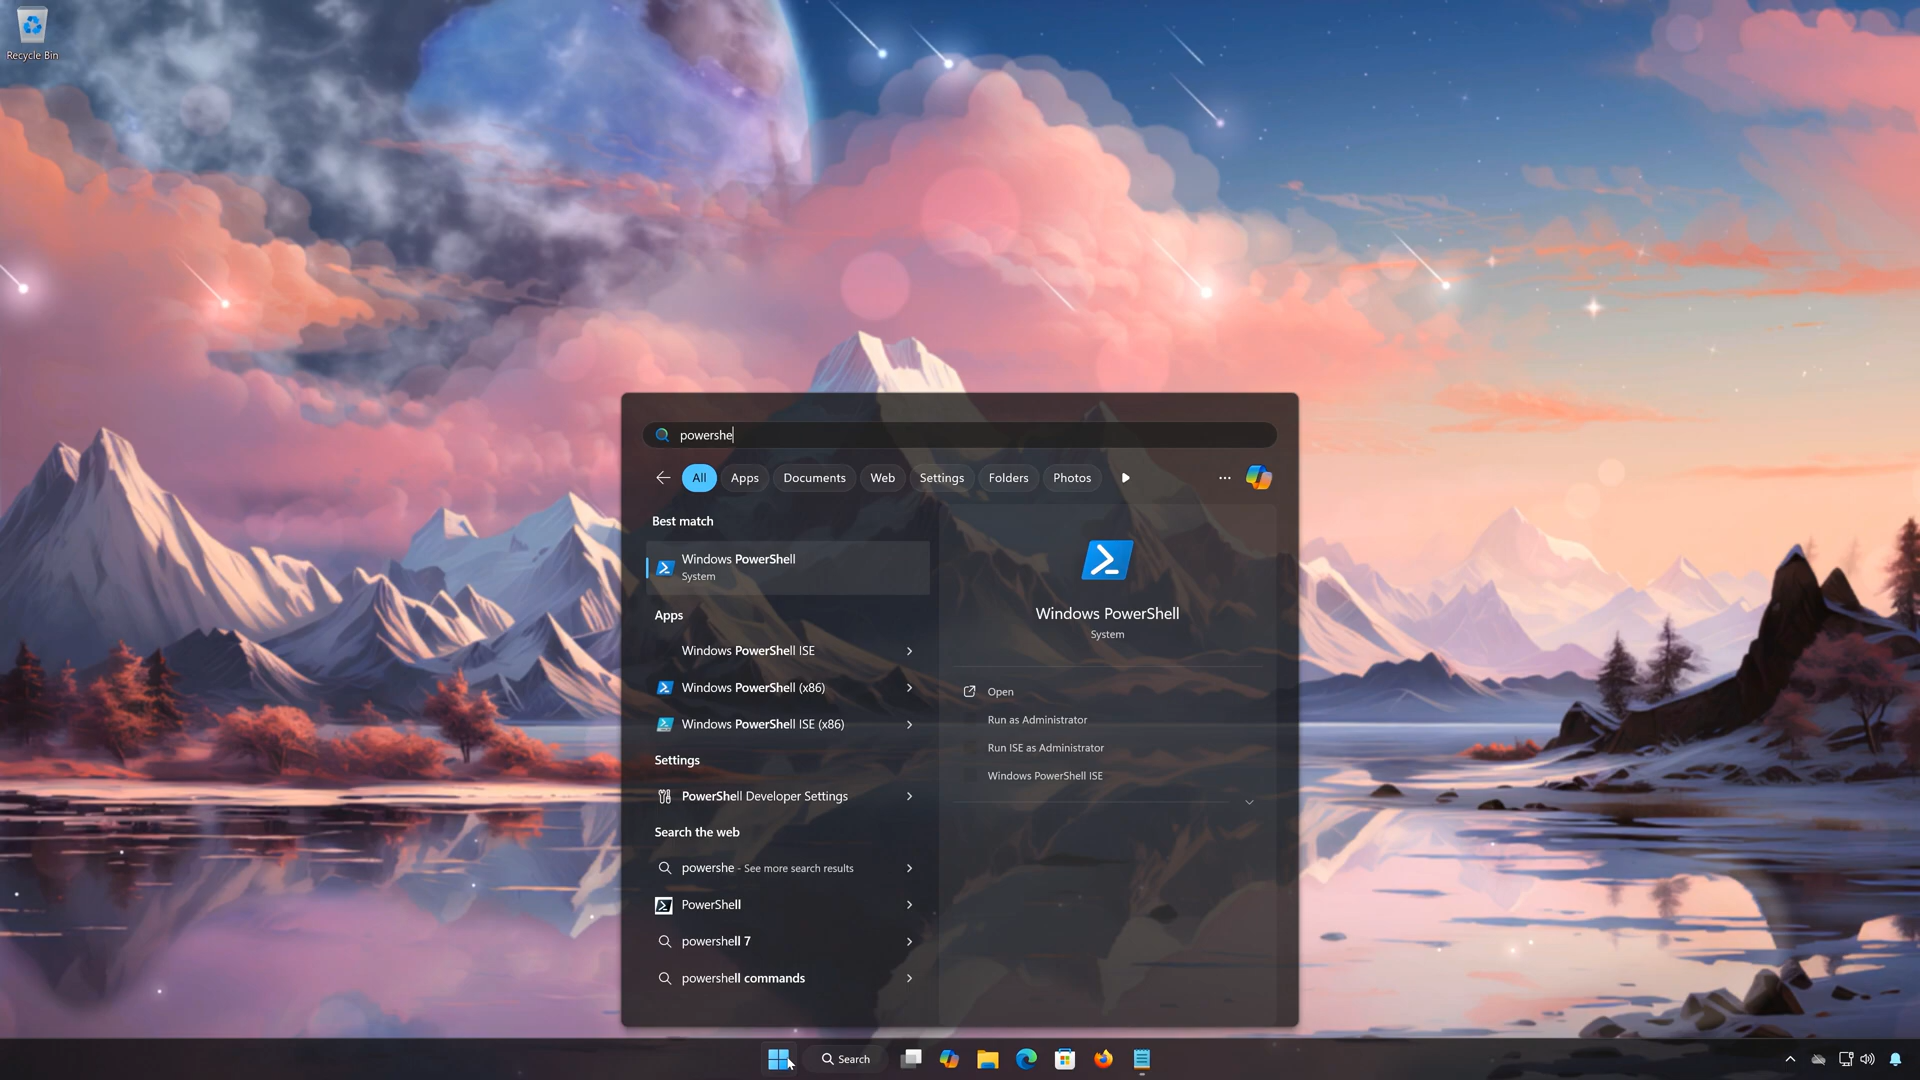 Recycle Bin
powershe
All Apps Documents Web Settings Folders Photos
Best match
Windows PowerShell
System
Apps
Windows PowerShell ISE
Windows PowerShell (x86)
Windows PowerShell ISE (x86)
Settings
PowerShell Developer Settings
Search the web
powershe - See more search results
PowerShell
powershell 7
powershell commands
Windows PowerShell
System
Open
Run as Administrator
Run ISE as Administrator
Windows PowerShell ISE
Search